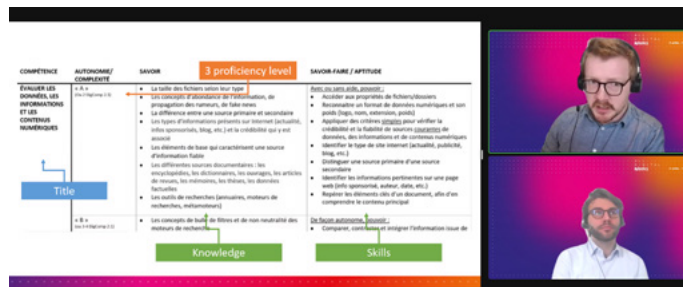 COMPÉTENCE
AUTONOMIE/
COMPLEXITÉ
SAVOIR
3 proficiency level
SAVOIR-FAIRE / APTITUDE
ÉVALUER LES
DONNÉES, LES
INFORMATIONS
ET LES
CONTENUS
NUMÉRIQUES
« A »
La taille des fichiers selon leur type
Les concepts d'abondance de l'information, de
propagation des rumeurs, de fake news
La différence entre une source primaire et secondaire
Les types d'informations présents sur internet (actualité,
infos sponsorisés, blog, etc.) et la crédibilité qui y est
associé
Les éléments de base qui caractérisent une source
d'information fiable
Les différentes sources documentaires : les
encyclopédies, les dictionnaires, les ouvrages, les articles
de revues, les mémoires, les thèses, les données
factuelles
Les outils de recherches (annuaires, moteurs de
recherches, métamoteurs)
Avec ou sans aide, pouvoir :
Accéder aux propriétés de fichiers/dossiers
Reconnaitre un format de données numériques et son
poids (logo, nom, extension, poids)
Appliquer des critères simples pour vérifier la
crédibilité et la fiabilité de sources courantes de
données, des informations et de contenus numériques
Identifier le type de site internet (actualité, publicité,
blog, etc.)
Distinguer une source primaire d'une source
secondaire
Identifier les informations pertinentes sur une page
web (info sponsorisé, auteur, date, etc.)
Repérer les éléments clés d'un document, afin d'en
comprendre le contenu principal
Title
« B »
Les concepts de bulle de filtres et de non neutralité des
moteurs de recherche
De façon autonome, pouvoir :
Comparer, contraster et intégrer l'information issue de
Knowledge
Skills